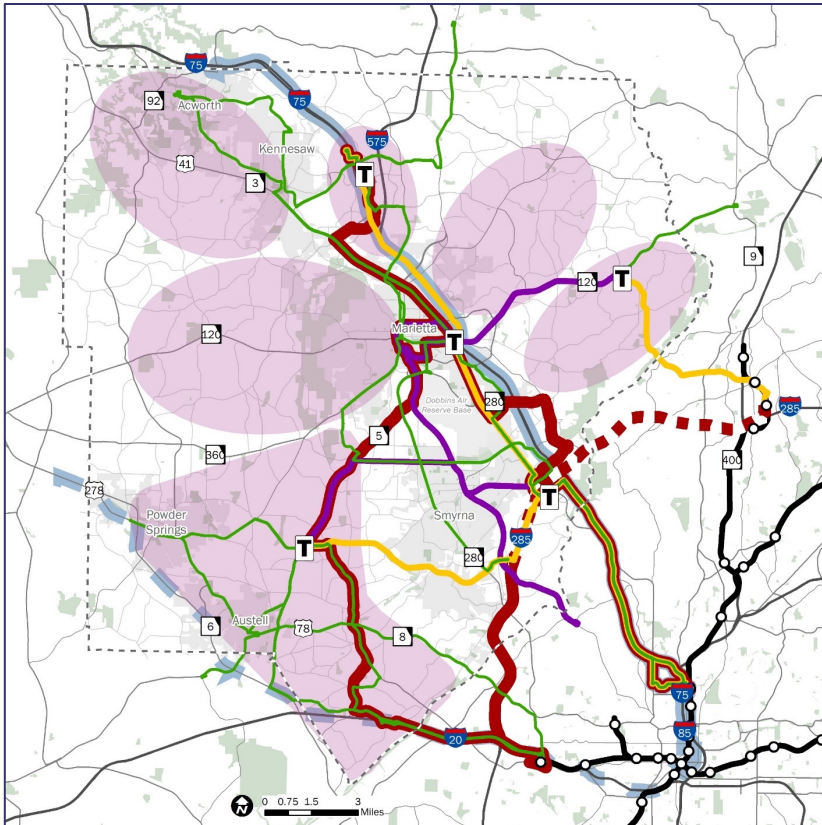 75
92
Acworth
75
575
Kennesaw
41
3
T
9
T
120
120
Marietta
T
Dobbins Air
Reserve Base
280
285
5
360
400
278
Powder
Springs
T
Smyrna
285
T
280
Austell
6
78
8
75
20
85
N
0 0.75 1.5 3
Miles